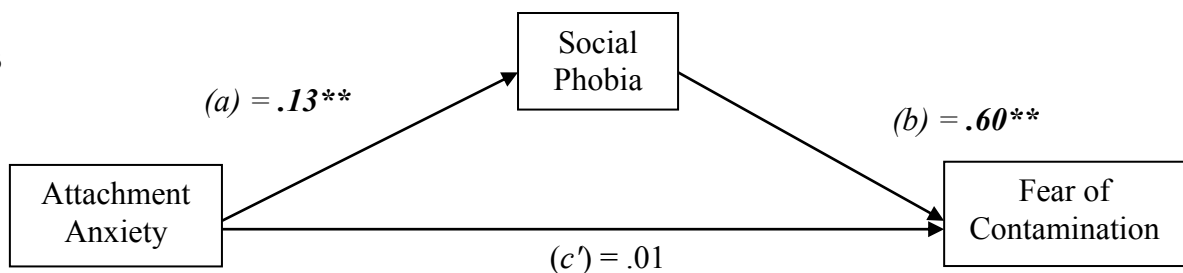 Social
Phobia
(a) = .13**
(b) = .60**
Attachment
Anxiety
Fear of
Contamination
(c') = .01